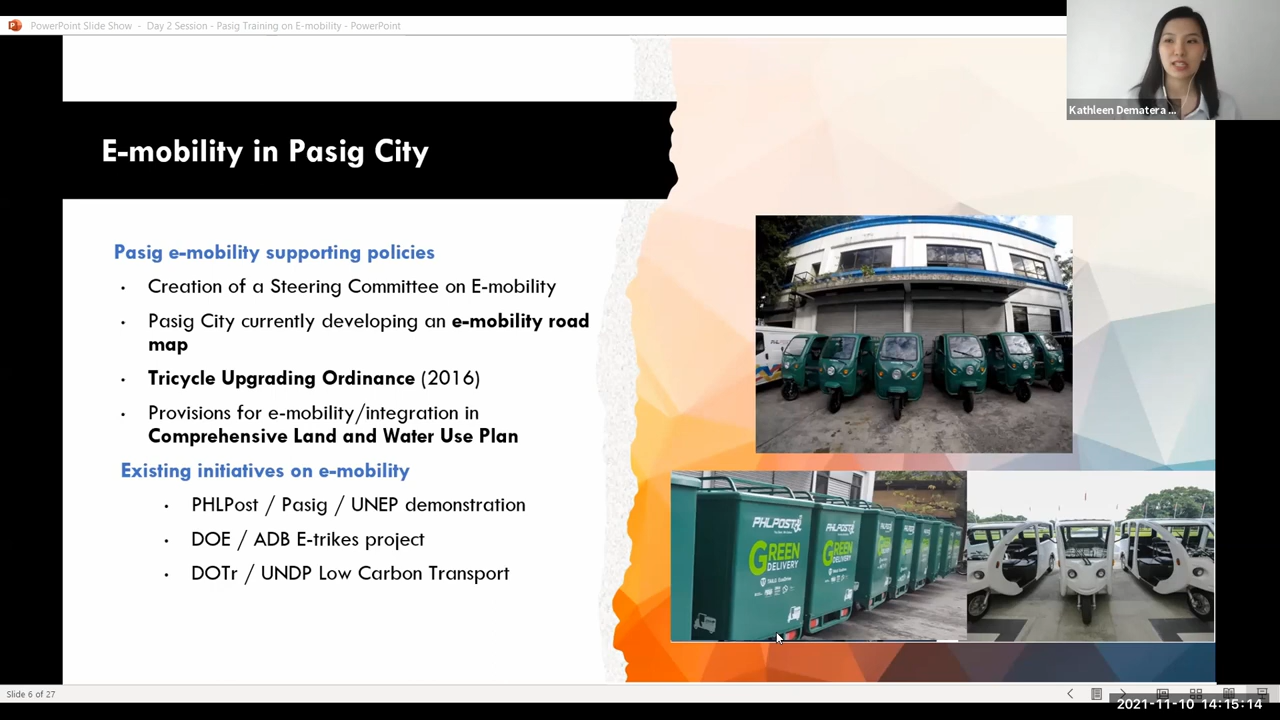 PowerPoint Slide Show - Day 2 Session - Pasig Training on E-mobility - PowerPoint
Kathleen Dematera ...
E-mobility in Pasig City
Pasig e-mobility supporting policies
• Creation of a Steering Committee on E-mobility
• Pasig City currently developing an e-mobility road
map
• Tricycle Upgrading Ordinance (2016)
• Provisions for e-mobility/integration in
Comprehensive Land and Water Use Plan
Existing initiatives on e-mobility
• PHLPost / Pasig / UNEP demonstration
• DOE / ADB E-trikes project
• DOTr / UNDP Low Carbon Transport
PHLPOST
GREEN
DELIVERY
PHLPOST
GREEN
DELIVERY
Slide 6 of 27
2021-11-10 14:15:14